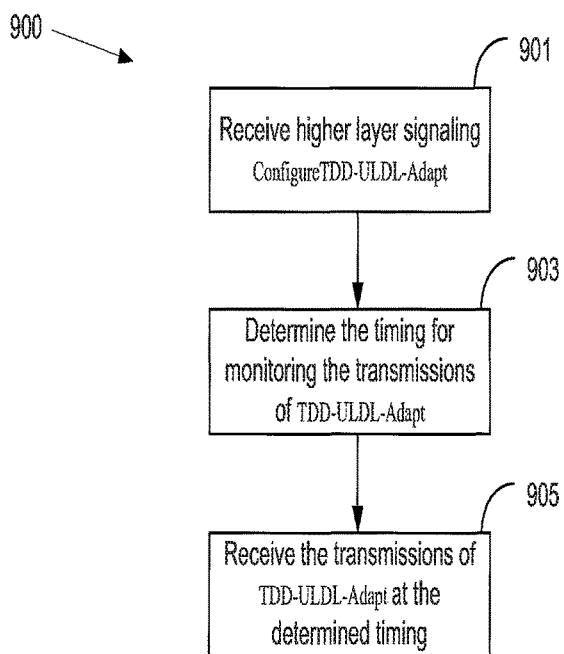 900
901
Receive higher layer signaling
ConfigureTDD-ULDL-Adapt
903
Determine the timing for
monitoring the transmissions
of TDD-ULDL-Adapt
905
Receive the transmissions of
TDD-ULDL-Adapt at the
determined timing